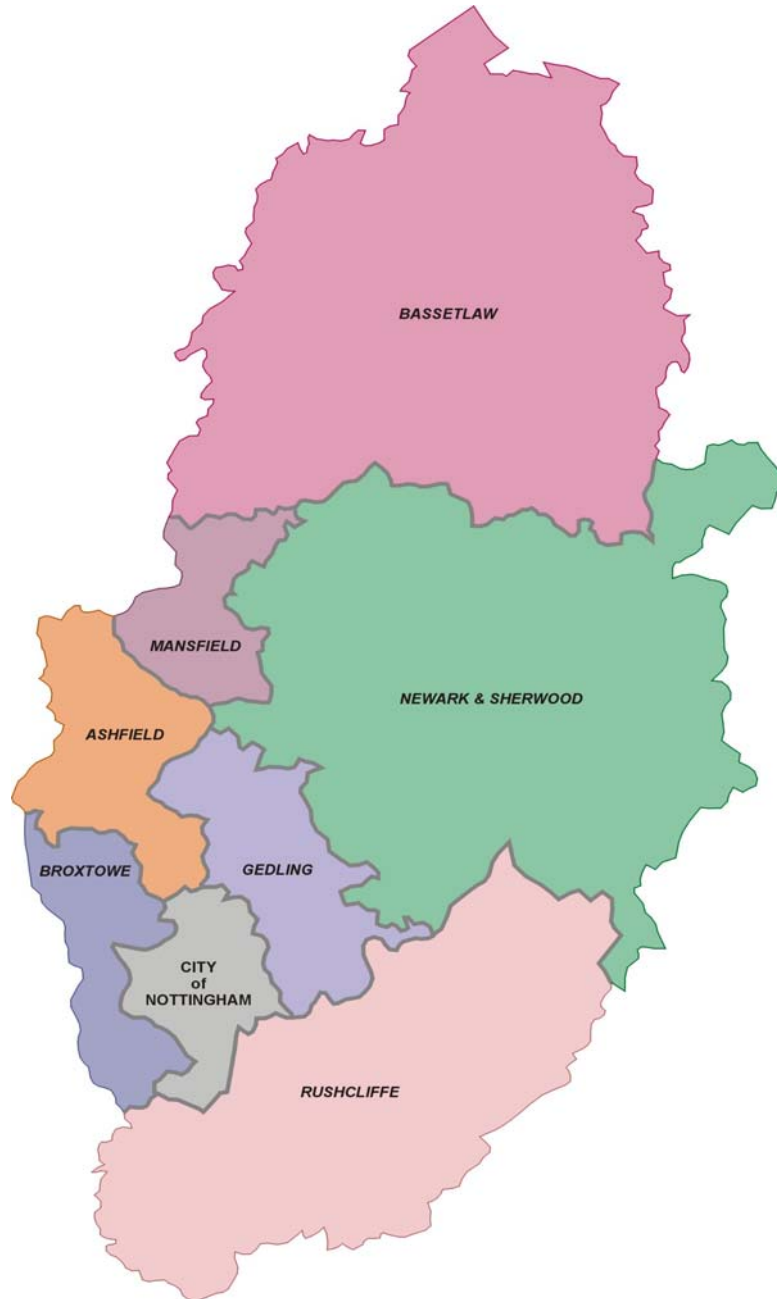 BASSETLAW
MANSFIELD
NEWARK & SHERWOOD
ASHFIELD
BROXTOWE
GEDLING
CITY
of
NOTTINGHAM
RUSHCLIFFE